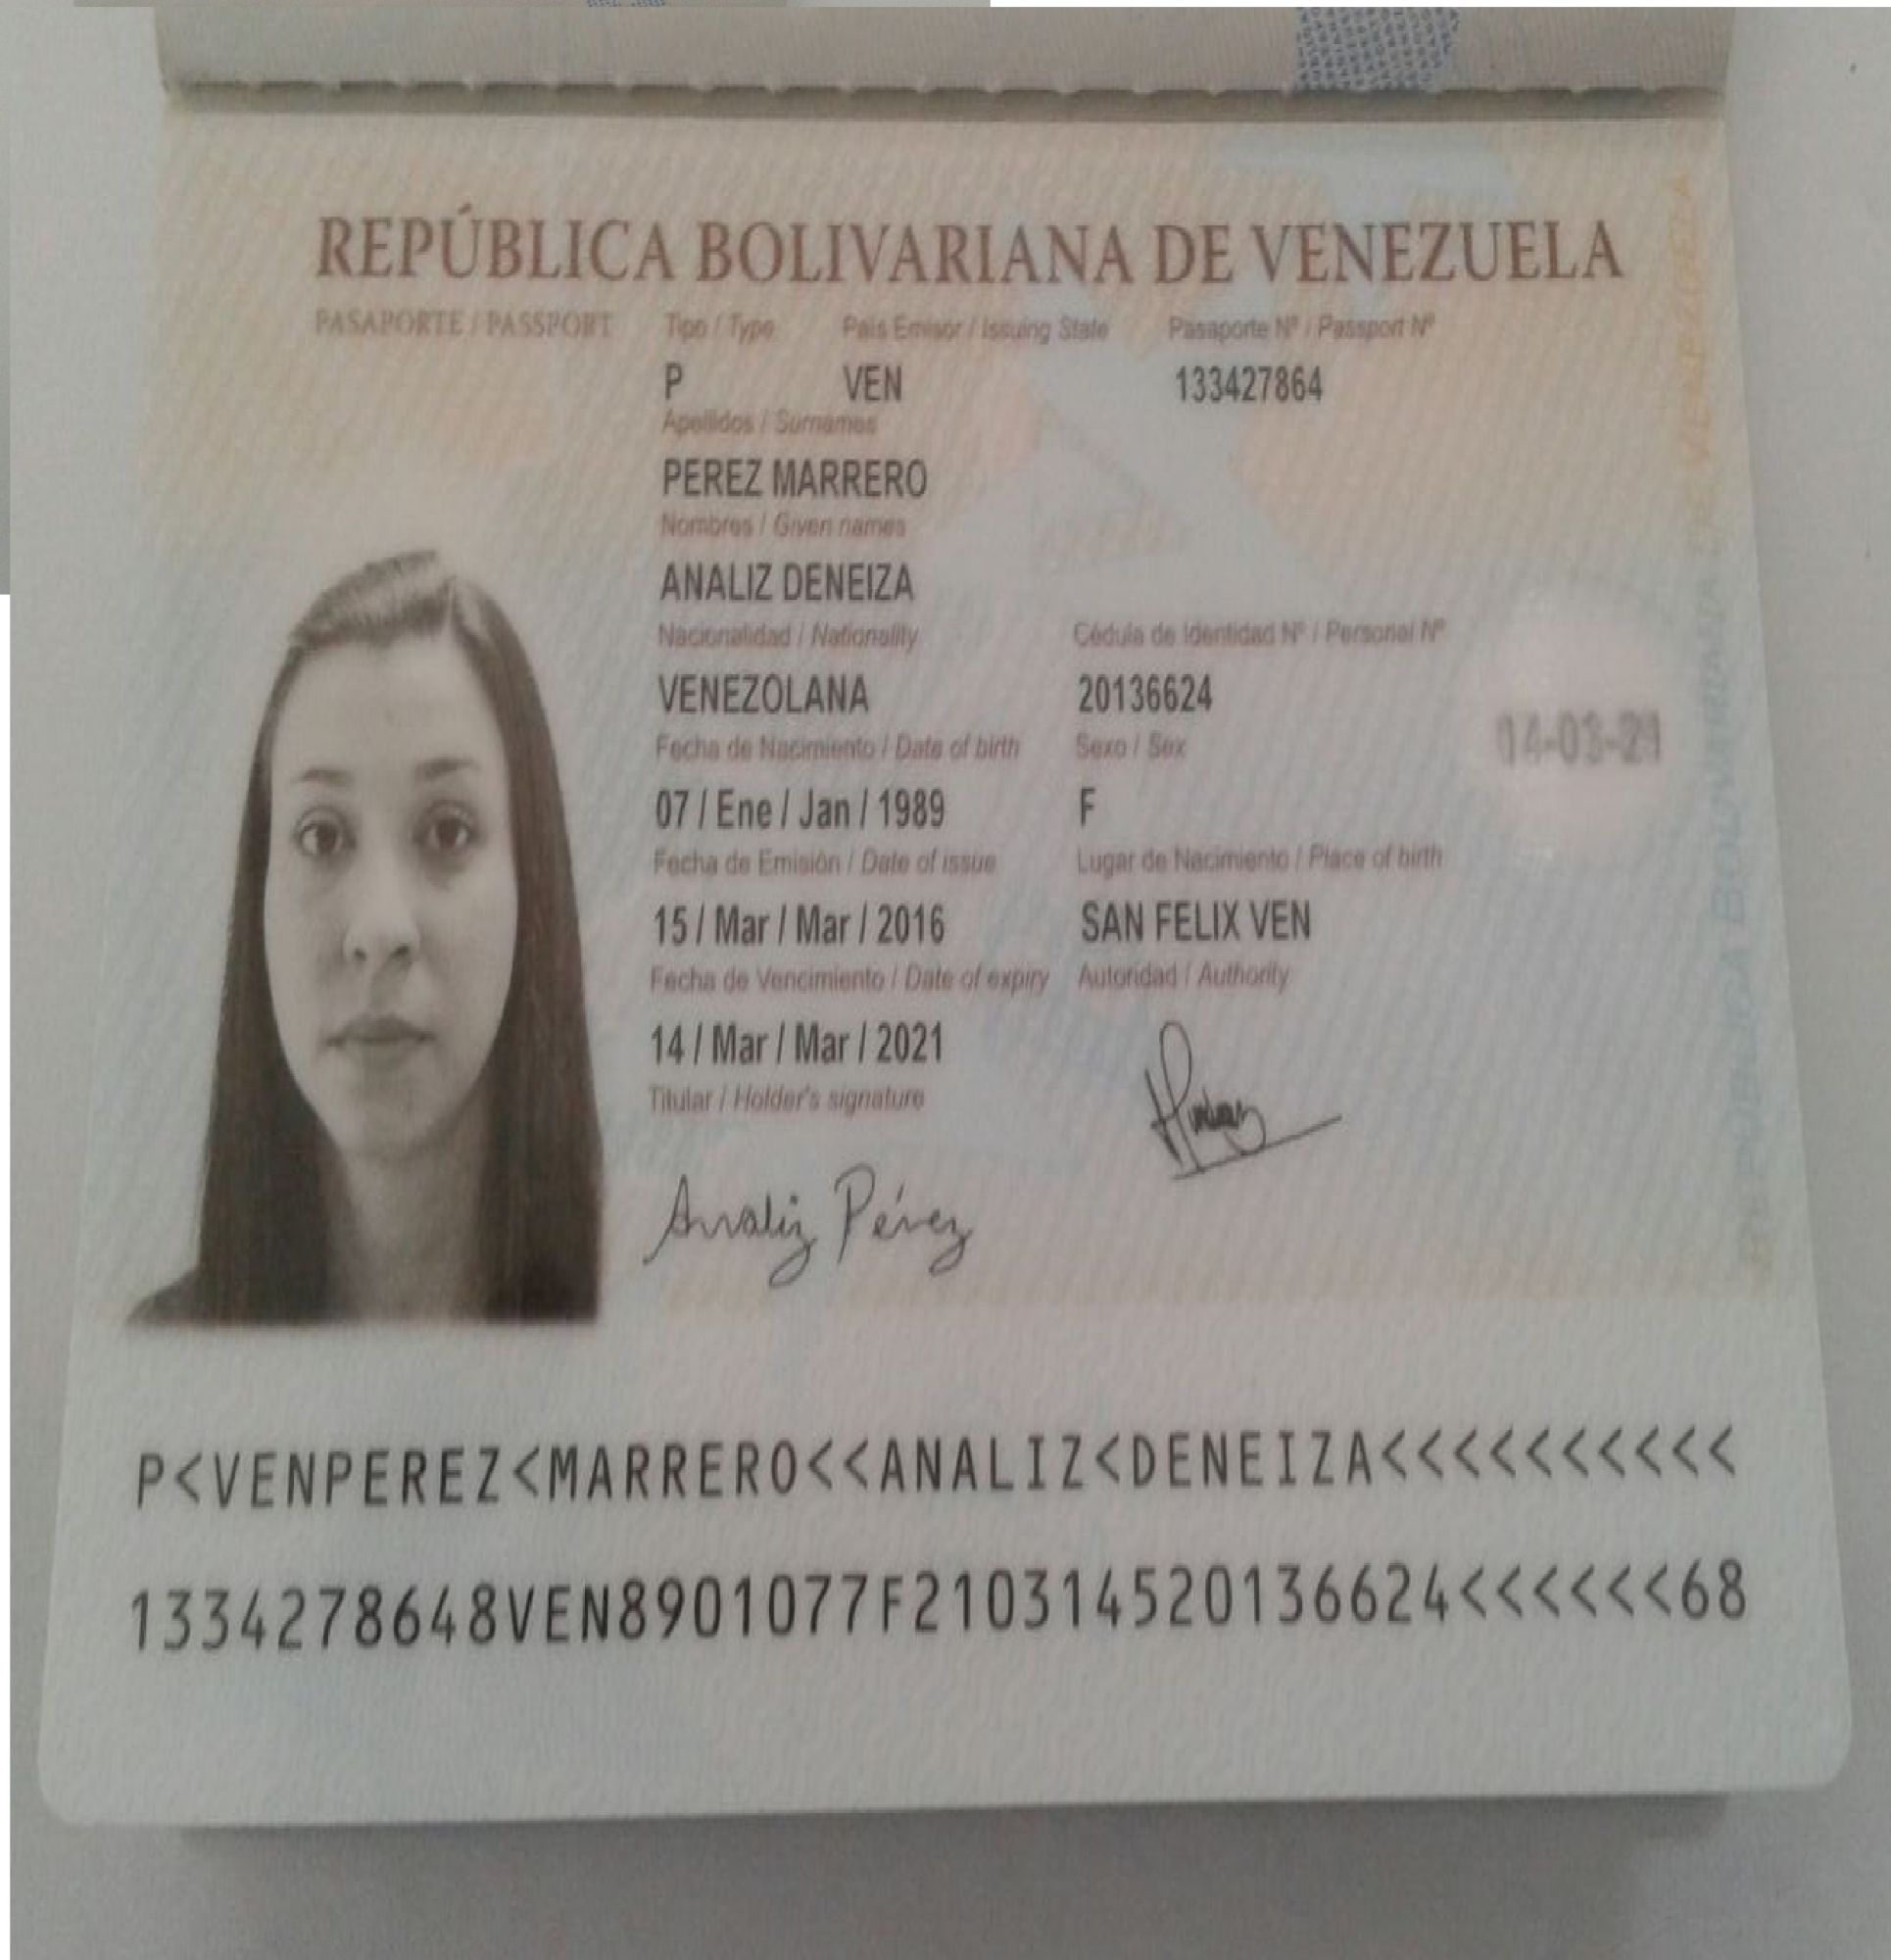 REPÚBLICA BOLIVARIANA DE VENEZUELA
PASAPORTE / PASSPORT Tipo / Type País Emisor / Issuing State Pasaporte Nº / Passport Nº
P VEN 133427864
Apellidos / Surnames
PEREZ MARRERO
Nombres / Given names
ANALIZ DENEIZA
Nacionalidad / Nationality Cédula de Identidad Nº / Personal Nº
VENEZOLANA 20136624
14-03-21
Fecha de Nacimiento / Date of birth Sexo / Sex
07 / Ene / Jan / 1989 F
Fecha de Emisión / Date of issue Lugar de Nacimiento / Place of birth
15 / Mar / Mar / 2016 SAN FELIX VEN
Fecha de Vencimiento / Date of expiry Autoridad / Authority
14 / Mar / Mar / 2021
Titular / Holder's signature
Analiz Pérez
REPÚBLICA BOLIVARIANA DE VENEZUELA
P<VENPEREZ<MARRERO<<ANALIZ<DENEIZA<<<<<<<<<<
1334278648VEN8901077F210314520136624<<<<<<68